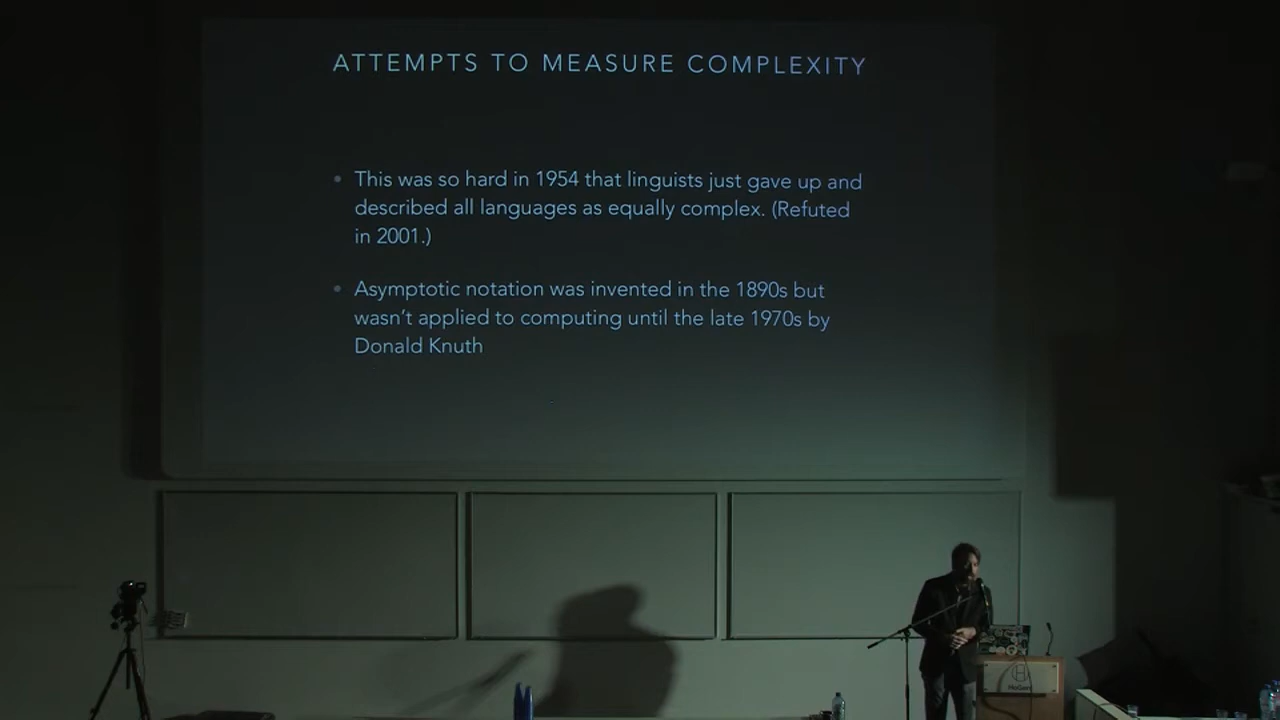 ATTEMPTS TO MEASURE COMPLEXITY
• This was so hard in 1954 that linguists just gave up and
described all languages as equally complex. (Refuted
in 2001.)
• Asymptotic notation was invented in the 1890s but
wasn't applied to computing until the late 1970s by
Donald Knuth
HoGent